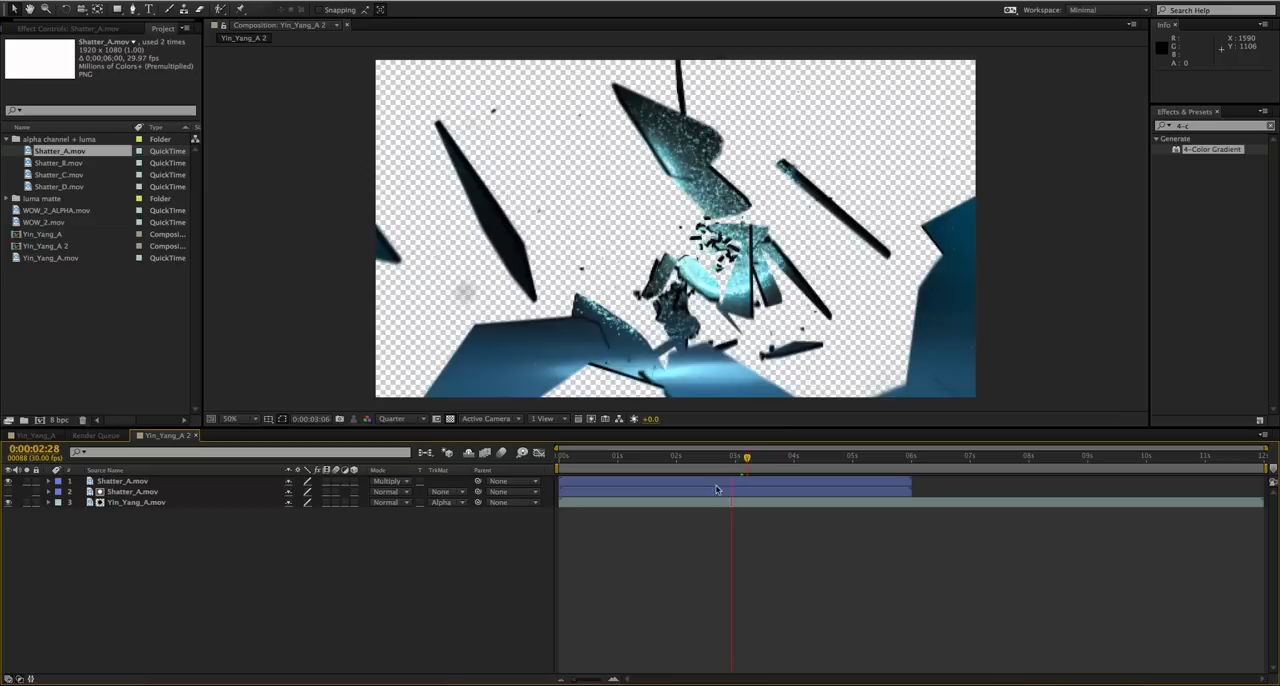 Snapping
Workspace: Minimal
Search Help
Effect Controls: Shatter_A.mov
Project
Composition: Yin_Yang_A 2
Info
Yin_Yang_A 2
Shatter_A.mov▼, used 2 times
1920 x 1080 (1.00)
Δ 0;00;06;00, 29.97 fps
Millions of Colors+ (Premultiplied)
PNG
R :
G :
B :
A : 0
X : 1590
Y : 1106
Effects & Presets
4-c
Generate
4-Color Gradient
Name
Type
alpha channel + luma
Folder
Shatter_A.mov
QuickTime
Shatter_B.mov
QuickTime
Shatter_C.mov
QuickTime
Shatter_D.mov
QuickTime
luma matte
Folder
WOW_2_ALPHA.mov
QuickTime
WOW_2.mov
QuickTime
Yin_Yang_A
Composi...
Yin_Yang_A 2
Composi...
Yin_Yang_A.mov
QuickTime
8 bpc
50%
0:00:03:06
Quarter
Active Camera
1 View
+0.0
Yin_Yang_A
Render Queue
Yin_Yang_A 2
0:00:02:28
00088 (30.00 fps)
:00s 01s 02s 03s 04s 05s 06s 07s 08s 09s 10s 11s
# Source Name
Mode
T TrkMat
Parent
1 Shatter_A.mov
Multiply
None
2 Shatter_A.mov
Normal
None
None
3 Yin_Yang_A.mov
Normal
Alpha
None